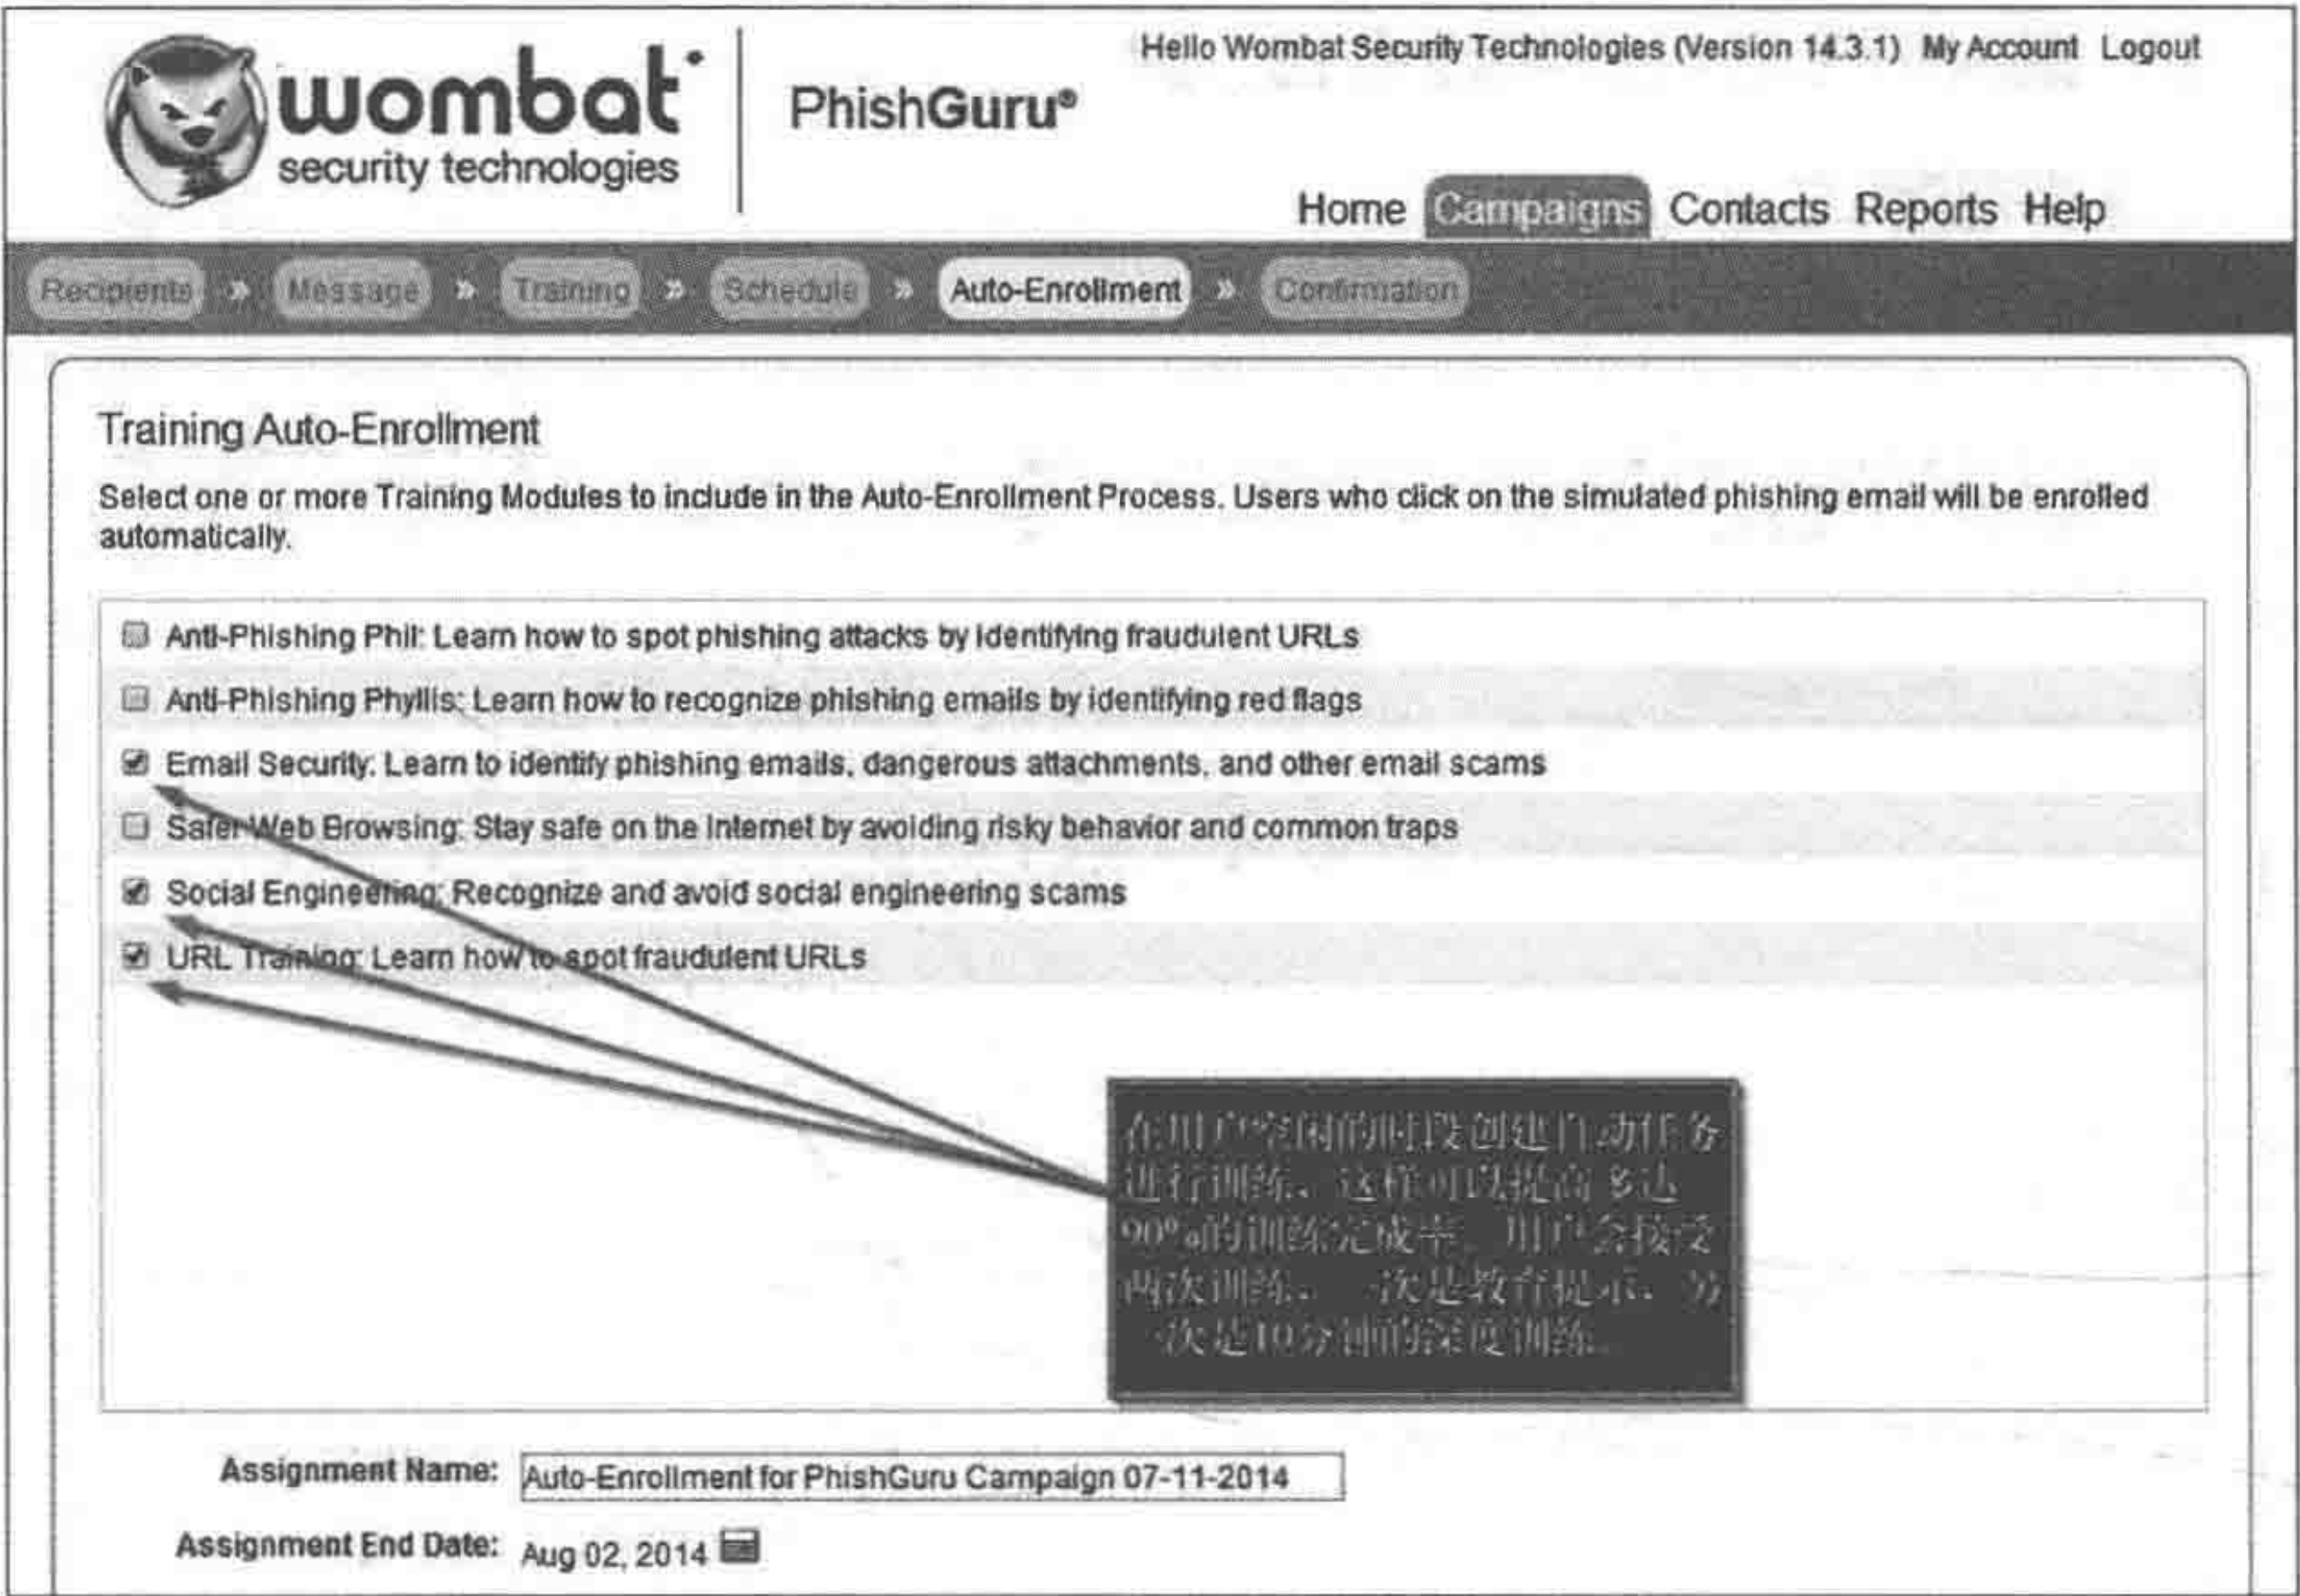 wombat
security technologies
PhishGuru®
Hello Wombat Security Technologies (Version 14.3.1) My Account Logout
Home Campaigns Contacts Reports Help
Recipients » Message » Training » Schedule » Auto-Enrollment » Confirmation
Training Auto-Enrollment
Select one or more Training Modules to include in the Auto-Enrollment Process. Users who click on the simulated phishing email will be enrolled
automatically.
Anti-Phishing Phil: Learn how to spot phishing attacks by identifying fraudulent URLs
Anti-Phishing Phyllis: Learn how to recognize phishing emails by identifying red flags
Email Security: Learn to identify phishing emails, dangerous attachments, and other email scams
Safer Web Browsing: Stay safe on the Internet by avoiding risky behavior and common traps
Social Engineering: Recognize and avoid social engineering scams
URL Training: Learn how to spot fraudulent URLs
在用户空闲的时段创建自动任务
进行训练。这样可以提高多达
90%的训练完成率。用户会接受
两次训练。一次是教育提示,另
一次是10分钟的深度训练。
Assignment Name: Auto-Enrollment for PhishGuru Campaign 07-11-2014
Assignment End Date: Aug 02, 2014